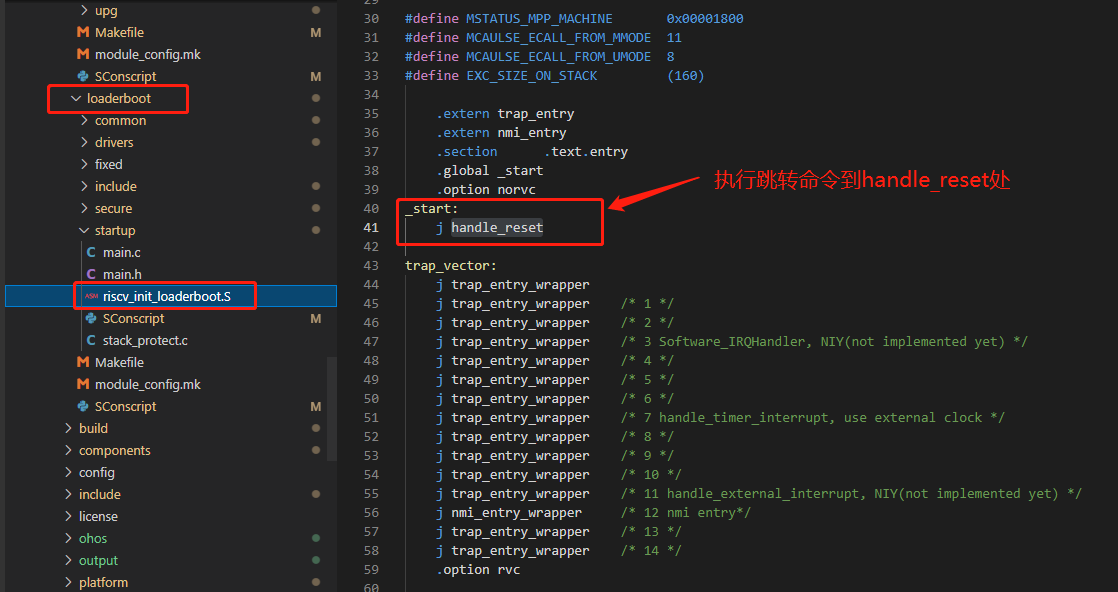 upg
Makefile M
module_config.mk
SConscript M
loaderboot
common
drivers
fixed
include
secure
startup
C main.c
C main.h
ASM riscv_init_loaderboot.S
SConscript M
C stack_protect.c
Makefile
module_config.mk
SConscript M
build
components
config
include
license
ohos
output
platform
29
30 #define MSTATUS_MPP_MACHINE 0x00001800
31 #define MCAULSE_ECALL_FROM_MMODE 11
32 #define MCAULSE_ECALL_FROM_UMODE 8
33 #define EXC_SIZE_ON_STACK (160)
34
35 .extern trap_entry
36 .extern nmi_entry
37 .section .text.entry
38 .global _start
39 .option norvc
40 _start:
41 j handle_reset
42
43 trap_vector:
44 j trap_entry_wrapper
45 j trap_entry_wrapper /* 1 */
46 j trap_entry_wrapper /* 2 */
47 j trap_entry_wrapper /* 3 Software_IRQHandler, NIY(not implemented yet) */
48 j trap_entry_wrapper /* 4 */
49 j trap_entry_wrapper /* 5 */
50 j trap_entry_wrapper /* 6 */
51 j trap_entry_wrapper /* 7 handle_timer_interrupt, use external clock */
52 j trap_entry_wrapper /* 8 */
53 j trap_entry_wrapper /* 9 */
54 j trap_entry_wrapper /* 10 */
55 j trap_entry_wrapper /* 11 handle_external_interrupt, NIY(not implemented yet) */
56 j nmi_entry_wrapper /* 12 nmi entry*/
57 j trap_entry_wrapper /* 13 */
58 j trap_entry_wrapper /* 14 */
59 .option rvc
60
执行跳转命令到handle_reset处